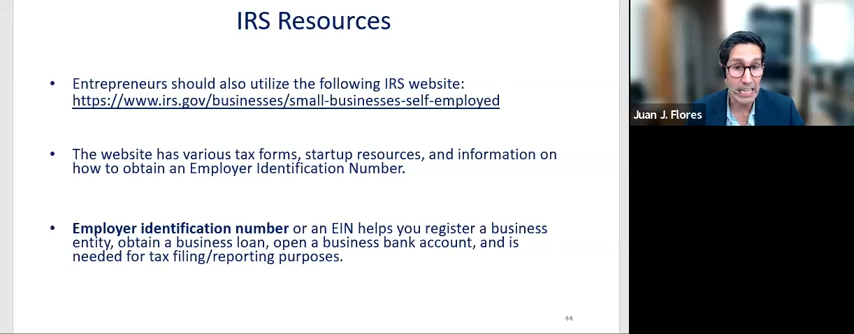 IRS Resources
• Entrepreneurs should also utilize the following IRS website:
https://www.irs.gov/businesses/small-businesses-self-employed
• The website has various tax forms, startup resources, and information on
how to obtain an Employer Identification Number.
• Employer identification number or an EIN helps you register a business
entity, obtain a business loan, open a business bank account, and is
needed for tax filing/reporting purposes.
44
Juan J. Flores